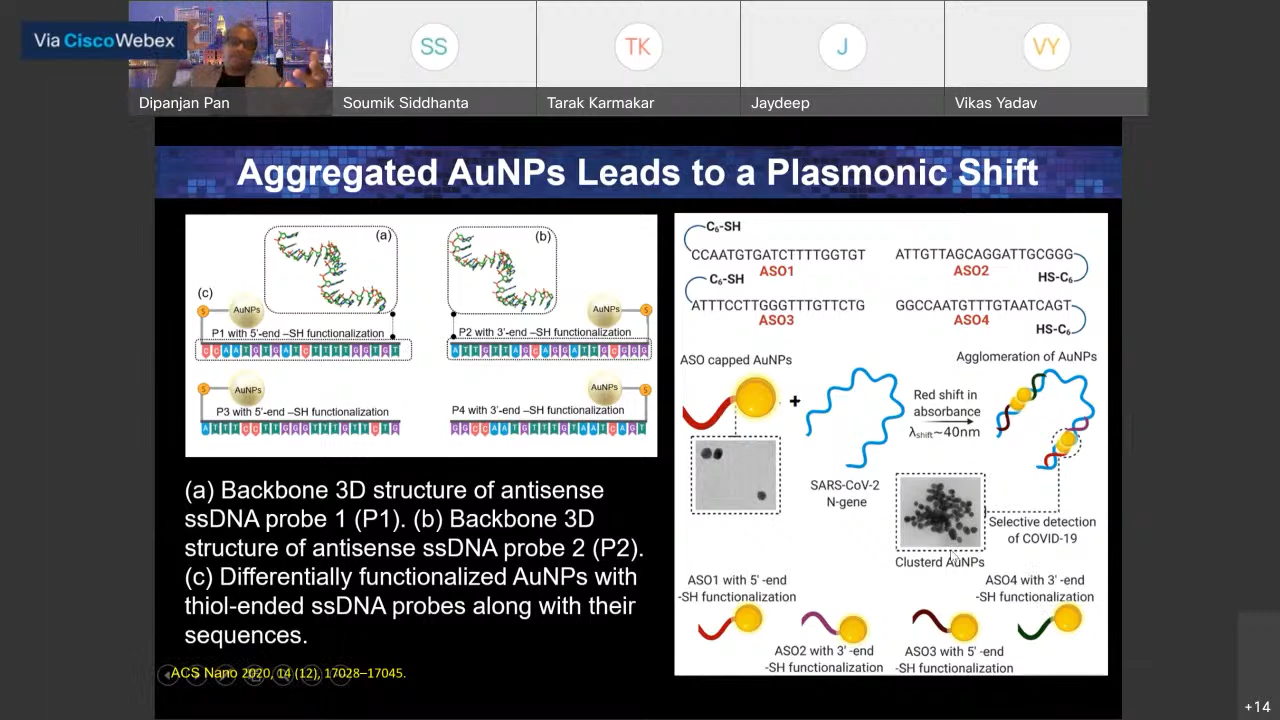 Via Cisco Webex
SS
TK
J
VY
Dipanjan Pan
Soumik Siddhanta
Tarak Karmakar
Jaydeep
Vikas Yadav
Aggregated AuNPs Leads to a Plasmonic Shift
(a)
(b)
(c)
S
AuNPs
AuNPs
S
P1 with 5'-end –SH functionalization
P2 with 3'-end –SH functionalization
CCAATGTGATCTTTTGGTGT
ATTGTTAGCAGGATTGCGGG
S
AuNPs
AuNPs
S
P3 with 5'-end –SH functionalization
P4 with 3'-end –SH functionalization
ATTTCCTTGGGTTTGTTCTG
GGCCAATGTTTGTAATCAGT
(a) Backbone 3D structure of antisense
ssDNA probe 1 (P1). (b) Backbone 3D
structure of antisense ssDNA probe 2 (P2).
(c) Differentially functionalized AuNPs with
thiol-ended ssDNA probes along with their
sequences.
ACS Nano 2020, 14 (12), 17028–17045.
C6-SH
CCAATGTGATCTTTTGGTGT
ASO1
ATTGTTAGCAGGATTGCGGG
ASO2
HS-C6
C6-SH
ATTTCCTTGGGTTTGTTCTG
ASO3
GGCCAATGTTTGTAATCAGT
ASO4
HS-C6
ASO capped AuNPs
+
SARS-CoV-2
N-gene
Red shift in
absorbance
λshift~40nm
Agglomeration of AuNPs
Selective detection
of COVID-19
Clusterd AuNPs
ASO1 with 5' -end
-SH functionalization
ASO4 with 3' -end
-SH functionalization
ASO2 with 3' -end
-SH functionalization
ASO3 with 5' -end
-SH functionalization
+14